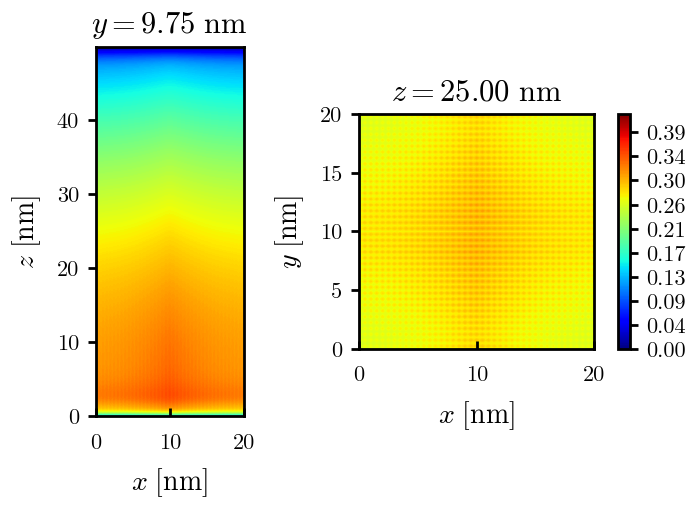 y = 9.75 nm
40
30
20
10
0
z [nm]
0 10 20
x [nm]
z = 25.00 nm
20
15
10
5
0
y [nm]
0 10 20
x [nm]
0.39
0.34
0.30
0.26
0.21
0.17
0.13
0.09
0.04
0.00